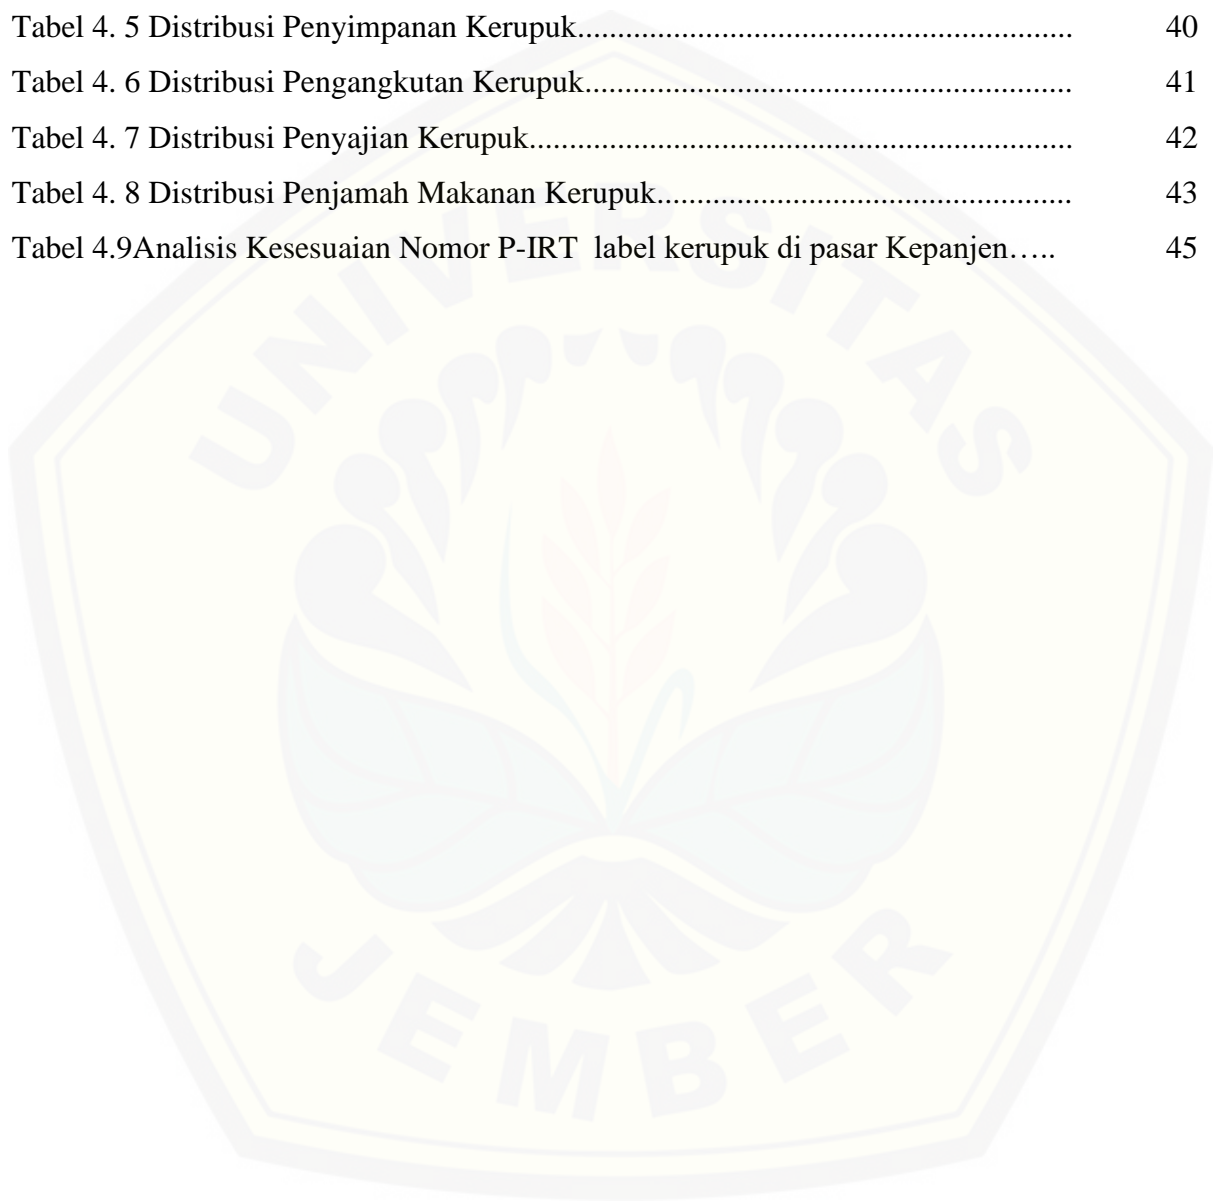 Tabel 4. 5 Distribusi Penyimpanan Kerupuk............................................................................ 40
Tabel 4. 6 Distribusi Pengangkutan Kerupuk........................................................................... 41
Tabel 4. 7 Distribusi Penyajian Kerupuk................................................................................... 42
Tabel 4. 8 Distribusi Penjamah Makanan Kerupuk................................................................ 43
Tabel 4.9Analisis Kesesuaian Nomor P-IRT  label kerupuk di pasar Kepanjen….. 45
UNIVERSITAS
JEMBER